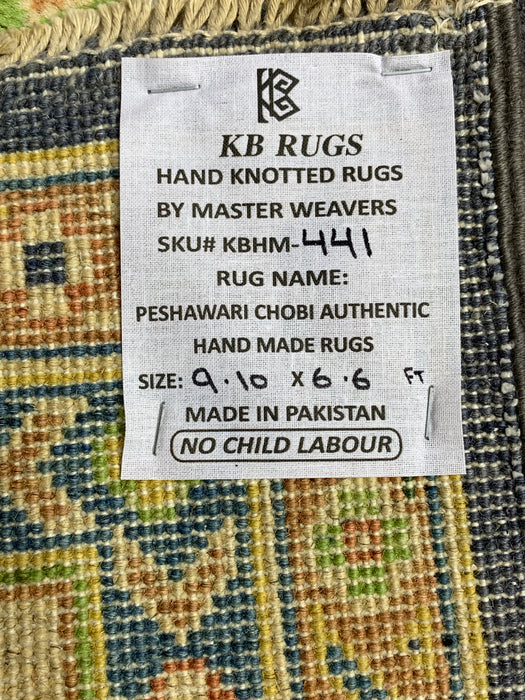 KB RUGS
HAND KNOTTED RUGS
BY MASTER WEAVERS
SKU# KBHM-441
RUG NAME:
PESHAWARI CHOBI AUTHENTIC
HAND MADE RUGS
SIZE: 9.10 X 6.6 FT
MADE IN PAKISTAN
NO CHILD LABOUR